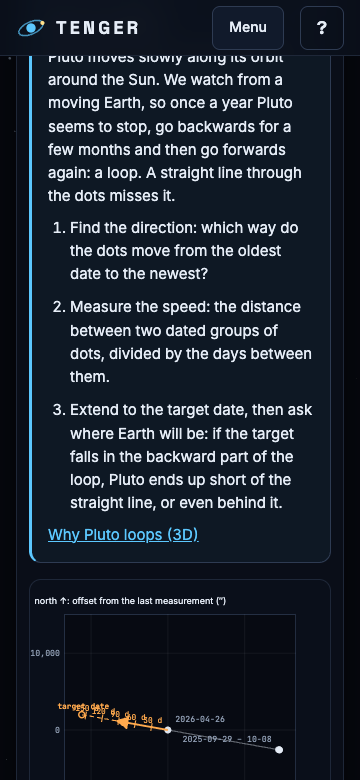 TENGER
Menu
?
Pluto moves slowly along its orbit
around the Sun. We watch from a
moving Earth, so once a year Pluto
seems to stop, go backwards for a
few months and then go forwards
again: a loop. A straight line through
the dots misses it.
1. Find the direction: which way do
the dots move from the oldest
date to the newest?
2. Measure the speed: the distance
between two dated groups of
dots, divided by the days between
them.
3. Extend to the target date, then ask
where Earth will be: if the target
falls in the backward part of the
loop, Pluto ends up short of the
straight line, or even behind it.
Why Pluto loops (3D)
north ↑: offset from the last measurement (")
10,000
target date
120 d
90 d
60 d
30 d
2026-04-26
0
2025-09-29 – 10-08